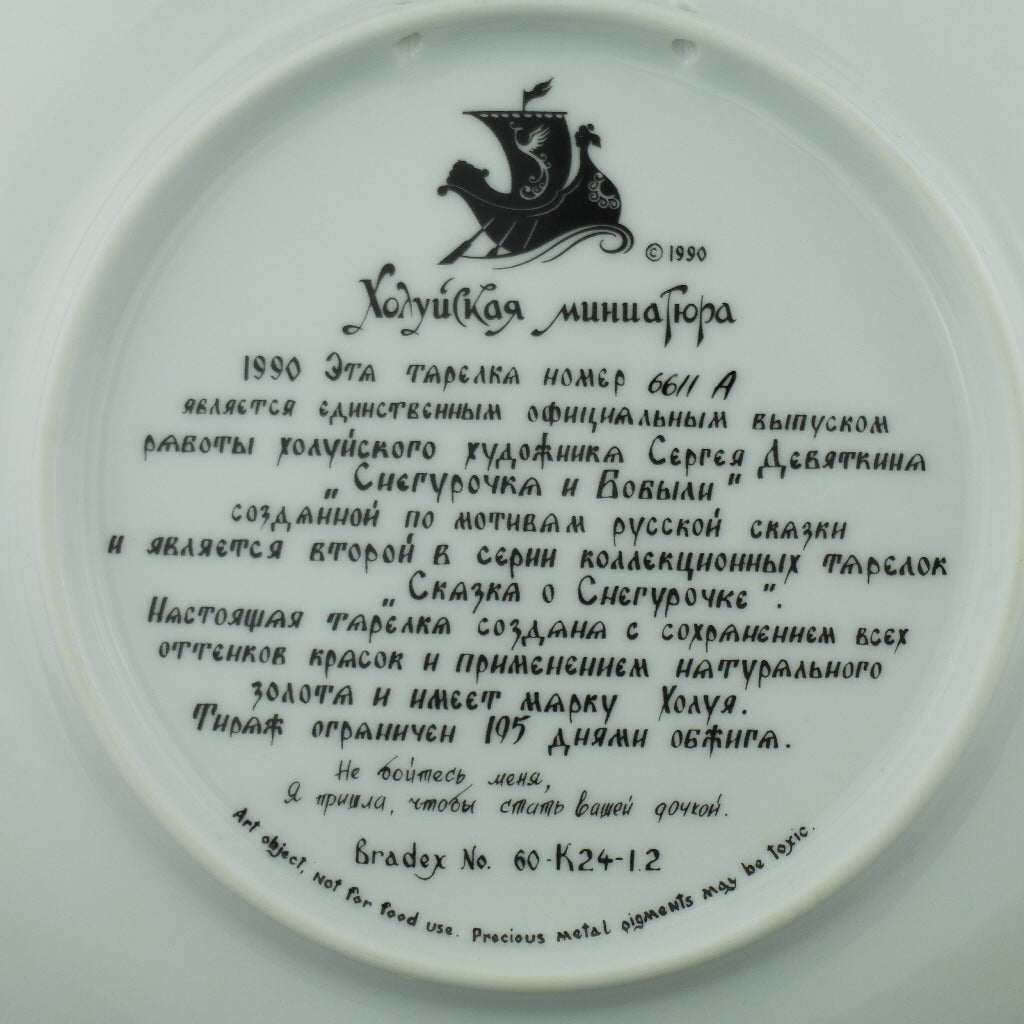 © 1990
Холуйская миниатюра
1990 Эта тарелка номер 6611 А
является единственным официальным выпуском
работы холуйского художника Сергея Девяткина
„Снегурочка и Бобыли"
созданной по мотивам русской сказки
и является второй в серии коллекционных тарелок
„Сказка о Снегурочке".
Настоящая тарелка создана с сохранением всех
оттенков красок и применением натурального
золота и имеет марку Холуя.
Тираж ограничен 195 днями обжига.
Не бойтесь меня,
Я пришла, чтобы стать вашей дочкой.
Bradex No. 60-K24-1.2
Art object, not for food use. Precious metal pigments may be toxic.